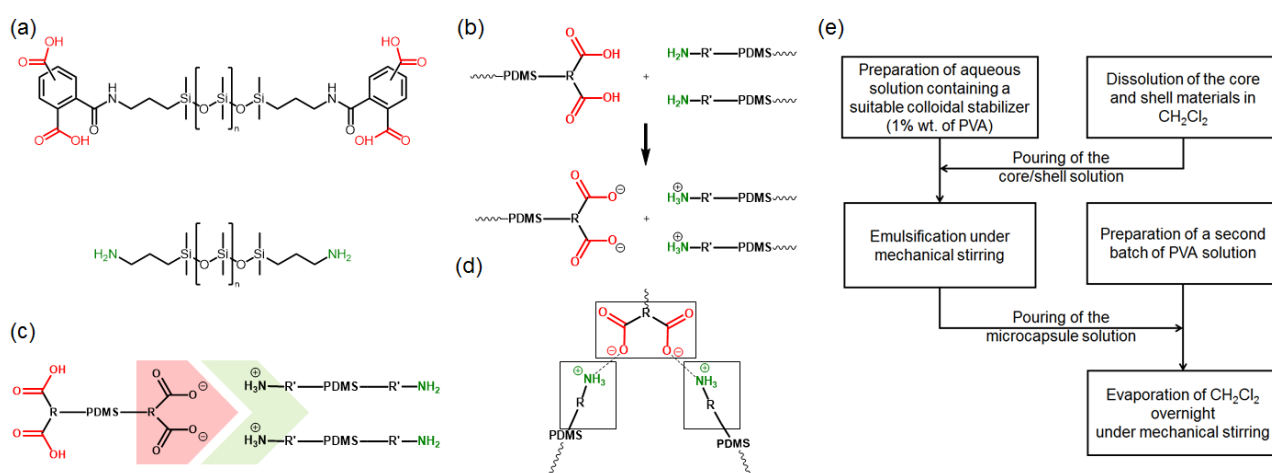 (a)
OH
O
HO
O
H
N
Si
O
Si
O
Si
n
N
H
O
O
OH
O
O
HO
H2N
Si
O
Si
O
Si
n
NH2
(b)
O
OH
PDMS
R
O
OH
+
H2N
R'
PDMS
H2N
R'
PDMS
O
O⊖
PDMS
R
O
O⊖
+
⊕
H3N
R'
PDMS
⊕
H3N
R'
PDMS
(c)
OH
O
R
O
OH
PDMS
O
O⊖
R
O
O⊖
⊕
H3N
R'
PDMS
R'
NH2
⊕
H3N
R'
PDMS
R'
NH2
(d)
O
R
O
O
⊖
O
⊖
⊕
NH3
R
PDMS
⊕
NH3
R
PDMS
(e)
Preparation of aqueous
solution containing a
suitable colloidal stabilizer
(1% wt. of PVA)
Dissolution of the
core and shell materials in
CH2Cl2
Pouring of the
core/shell solution
Emulsification under
mechanical stirring
Preparation of a second
batch of PVA solution
Pouring of the
microcapsule solution
Evaporation of CH2Cl2
overnight
under mechanical stirring